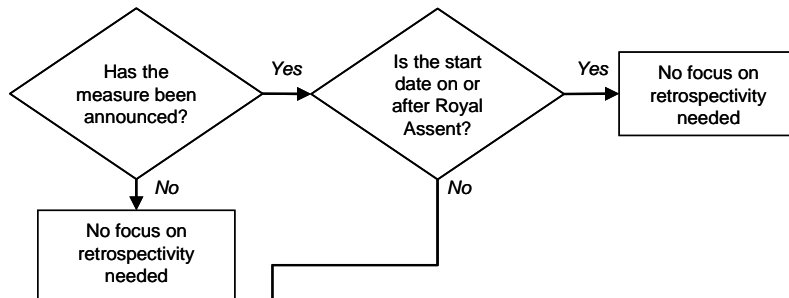 Has the
measure been
announced?
Yes
Is the start
date on or
after Royal
Assent?
Yes
No focus on
retrospectivity
needed
No
No
No focus on
retrospectivity
needed